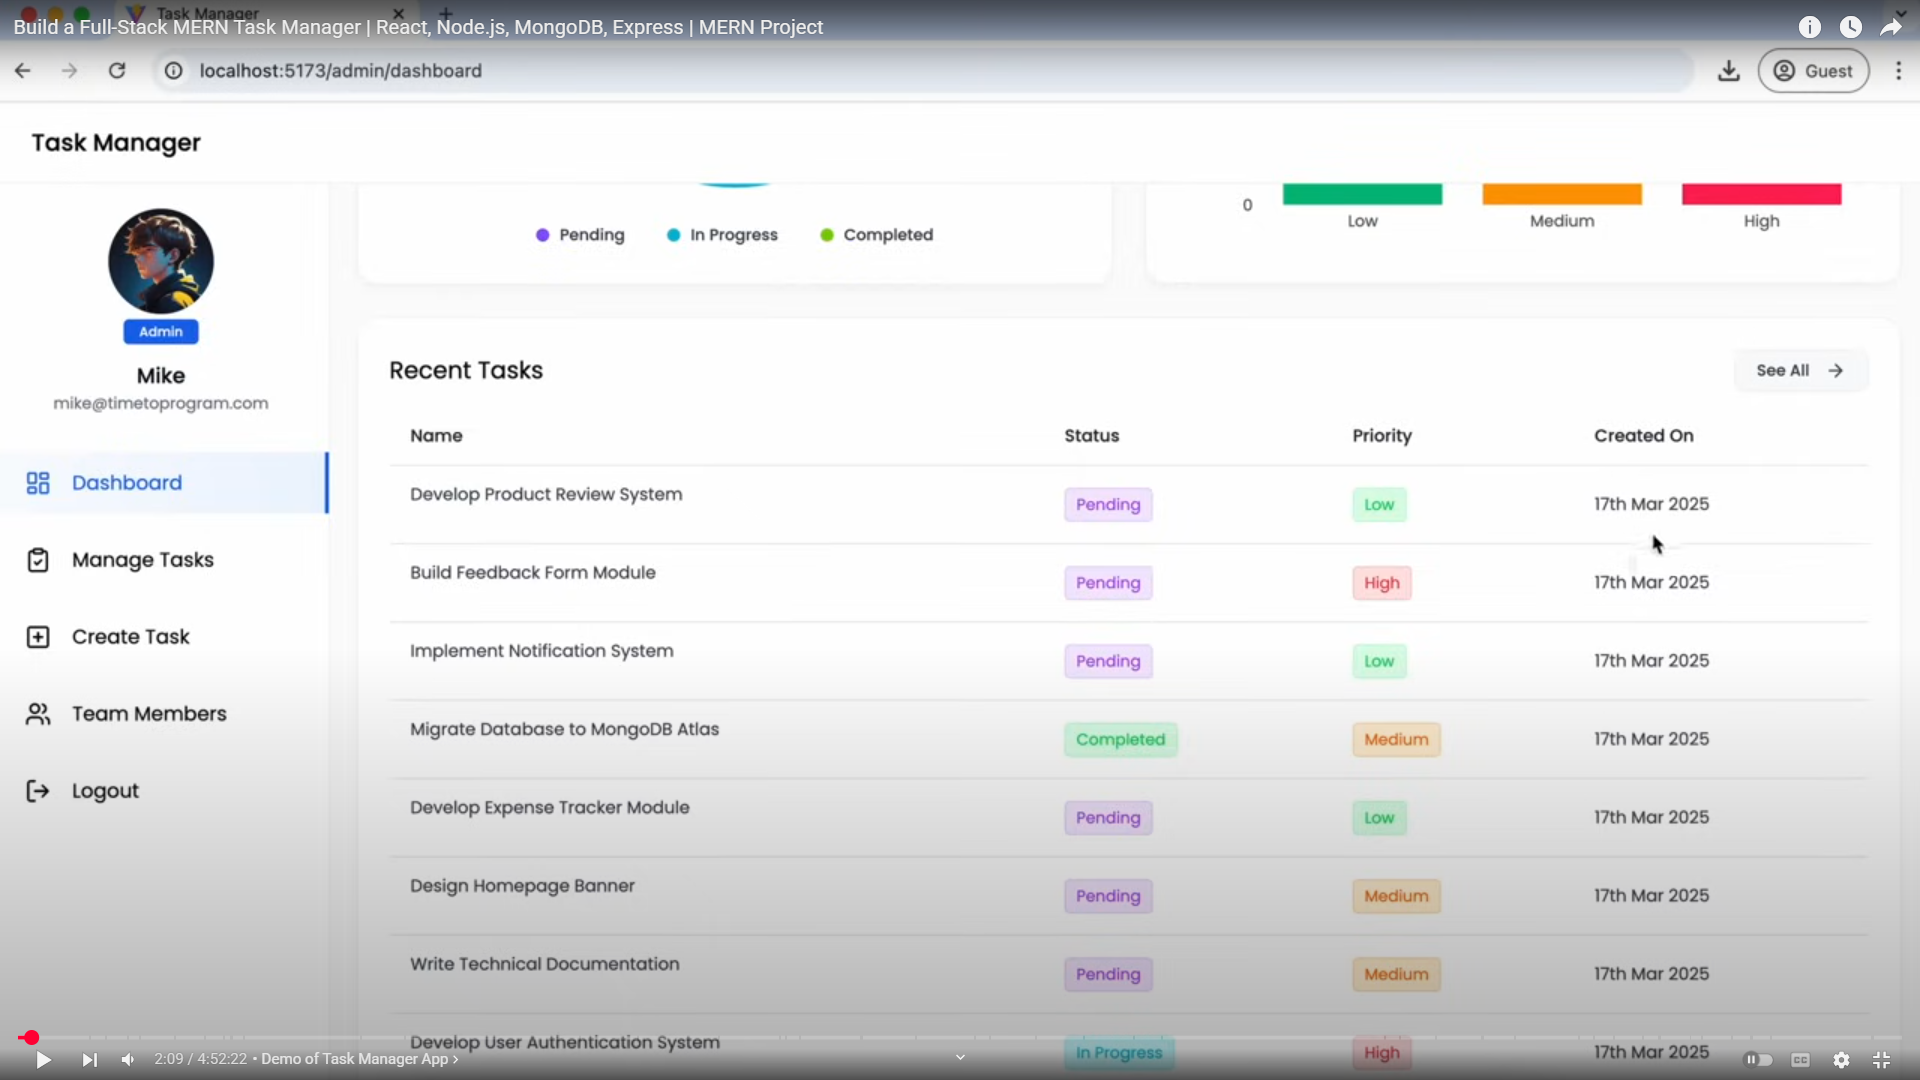 Task Manager
Build a Full-Stack MERN Task Manager | React, Node.js, MongoDB, Express | MERN Project
localhost:5173/admin/dashboard
Guest
Task Manager
Admin
Mike
mike@timetoprogram.com
Dashboard
Manage Tasks
Create Task
Team Members
Logout
Pending In Progress Completed
0
Low Medium High
Recent Tasks
See All
Name Status Priority Created On
Develop Product Review System Pending Low 17th Mar 2025
Build Feedback Form Module Pending High 17th Mar 2025
Implement Notification System Pending Low 17th Mar 2025
Migrate Database to MongoDB Atlas Completed Medium 17th Mar 2025
Develop Expense Tracker Module Pending Low 17th Mar 2025
Design Homepage Banner Pending Medium 17th Mar 2025
Write Technical Documentation Pending Medium 17th Mar 2025
Develop User Authentication System In Progress High 17th Mar 2025
2:09 / 4:52:22 • Demo of Task Manager App ›
CC